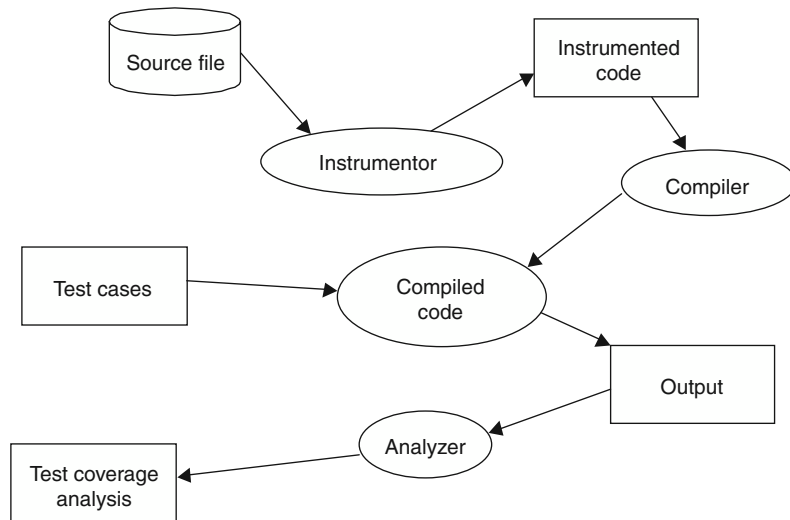 Source file
Instrumented
code
Instrumentor
Compiler
Test cases
Compiled
code
Output
Analyzer
Test coverage
analysis